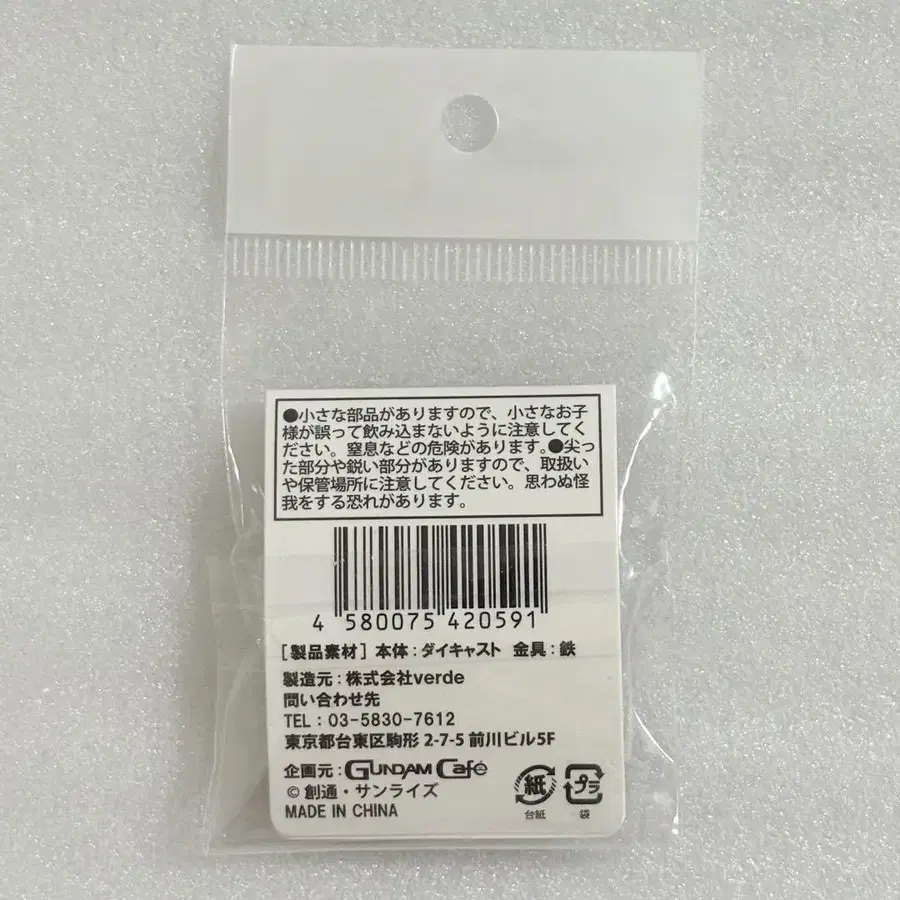 ●小さな部品がありますので、小さなお子
様が誤って飲み込まないように注意してく
ださい。窒息などの危険があります。●尖っ
た部分や鋭い部分がありますので、取扱い
や保管場所に注意してください。思わぬ怪
我をする恐れがあります。
4 580075 420591
[製品素材] 本体：ダイキャスト 金具：鉄
製造元：株式会社verde
問い合わせ先
TEL：03-5830-7612
東京都台東区駒形 2-7-5 前川ビル5F
企画元：GUNDAM Café
© 創通・サンライズ
MADE IN CHINA
紙
台紙
プラ
袋